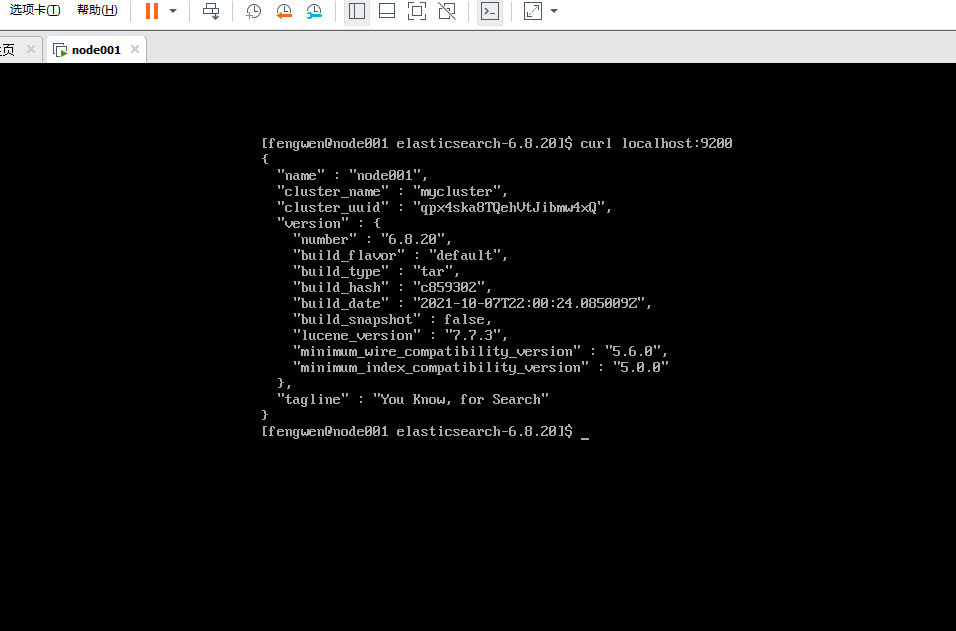 选项卡(T) 帮助(H)
页 node001
[fengwen@node001 elasticsearch-6.8.20]$ curl localhost:9200
{
"name" : "node001",
"cluster_name" : "mycluster",
"cluster_uuid" : "qpx4ska8TQehVtJibmw4xQ",
"version" : {
"number" : "6.8.20",
"build_flavor" : "default",
"build_type" : "tar",
"build_hash" : "c859302",
"build_date" : "2021-10-07T22:00:24.085009Z",
"build_snapshot" : false,
"lucene_version" : "7.7.3",
"minimum_wire_compatibility_version" : "5.6.0",
"minimum_index_compatibility_version" : "5.0.0"
},
"tagline" : "You Know, for Search"
}
[fengwen@node001 elasticsearch-6.8.20]$ _